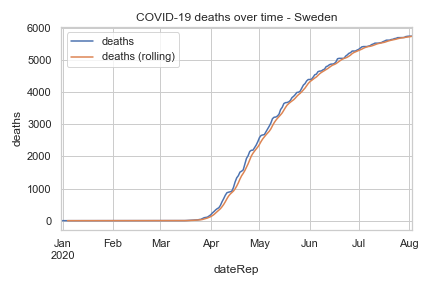 COVID-19 deaths over time - Sweden
6000
5000
4000
3000
2000
1000
0
deaths
deaths
deaths (rolling)
Jan Feb Mar Apr May Jun Jul Aug
2020
dateRep